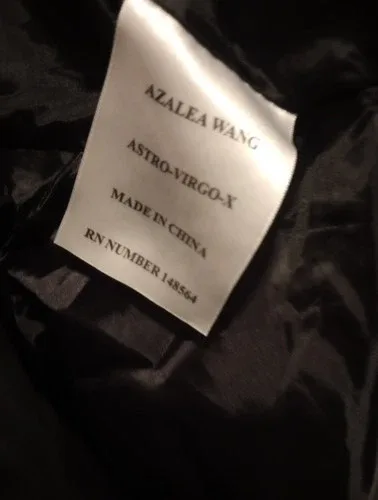 AZALEA WANG
ASTRO-VIRGO-X
MADE IN CHINA
RN NUMBER 148564